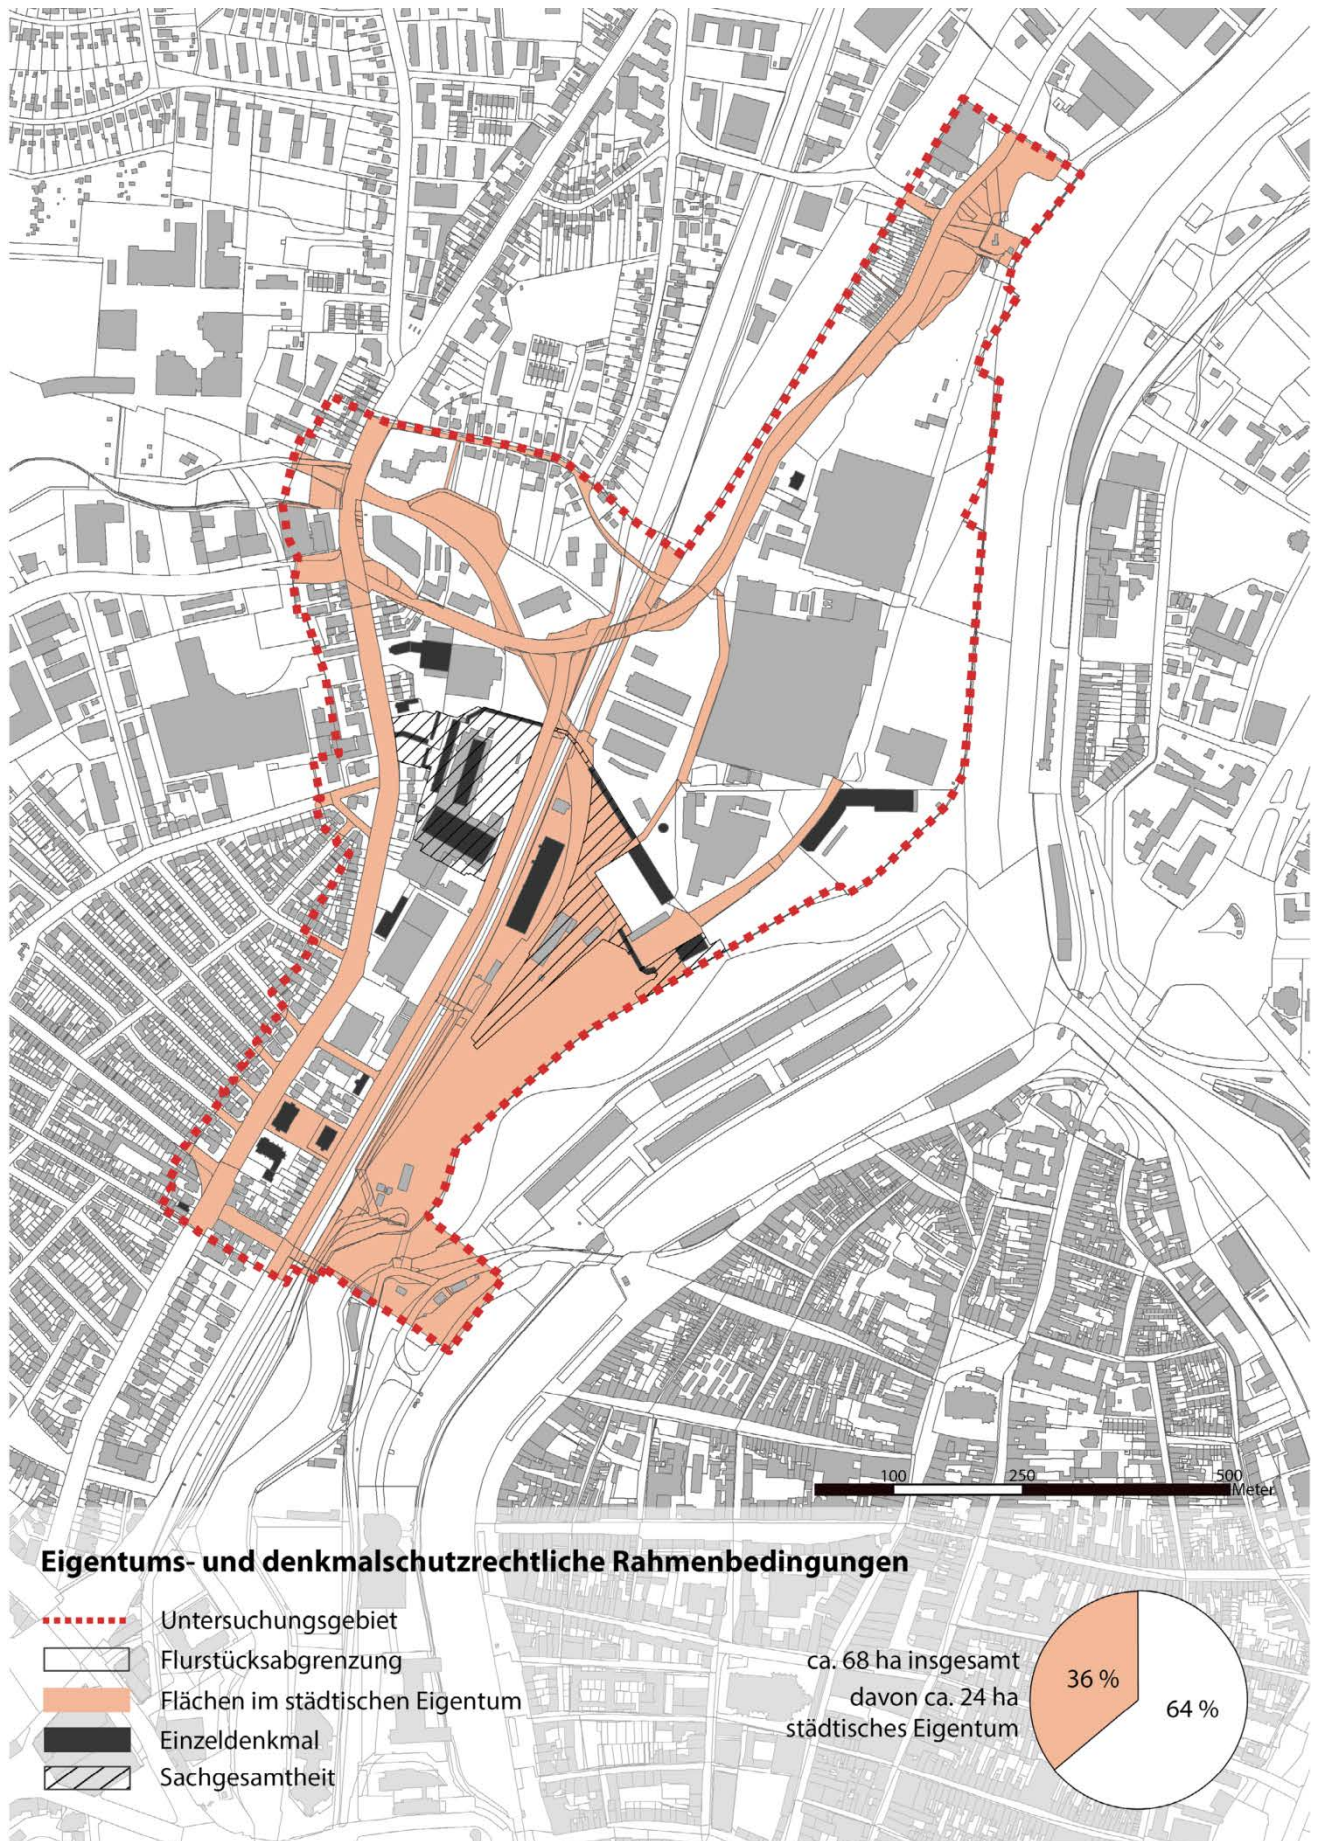 100 250 500
Meter
Eigentums- und denkmalschutzrechtliche Rahmenbedingungen
Untersuchungsgebiet
Flurstücksabgrenzung
Flächen im städtischen Eigentum
Einzeldenkmal
Sachgesamtheit
ca. 68 ha insgesamt
davon ca. 24 ha
städtisches Eigentum
36 %
64 %